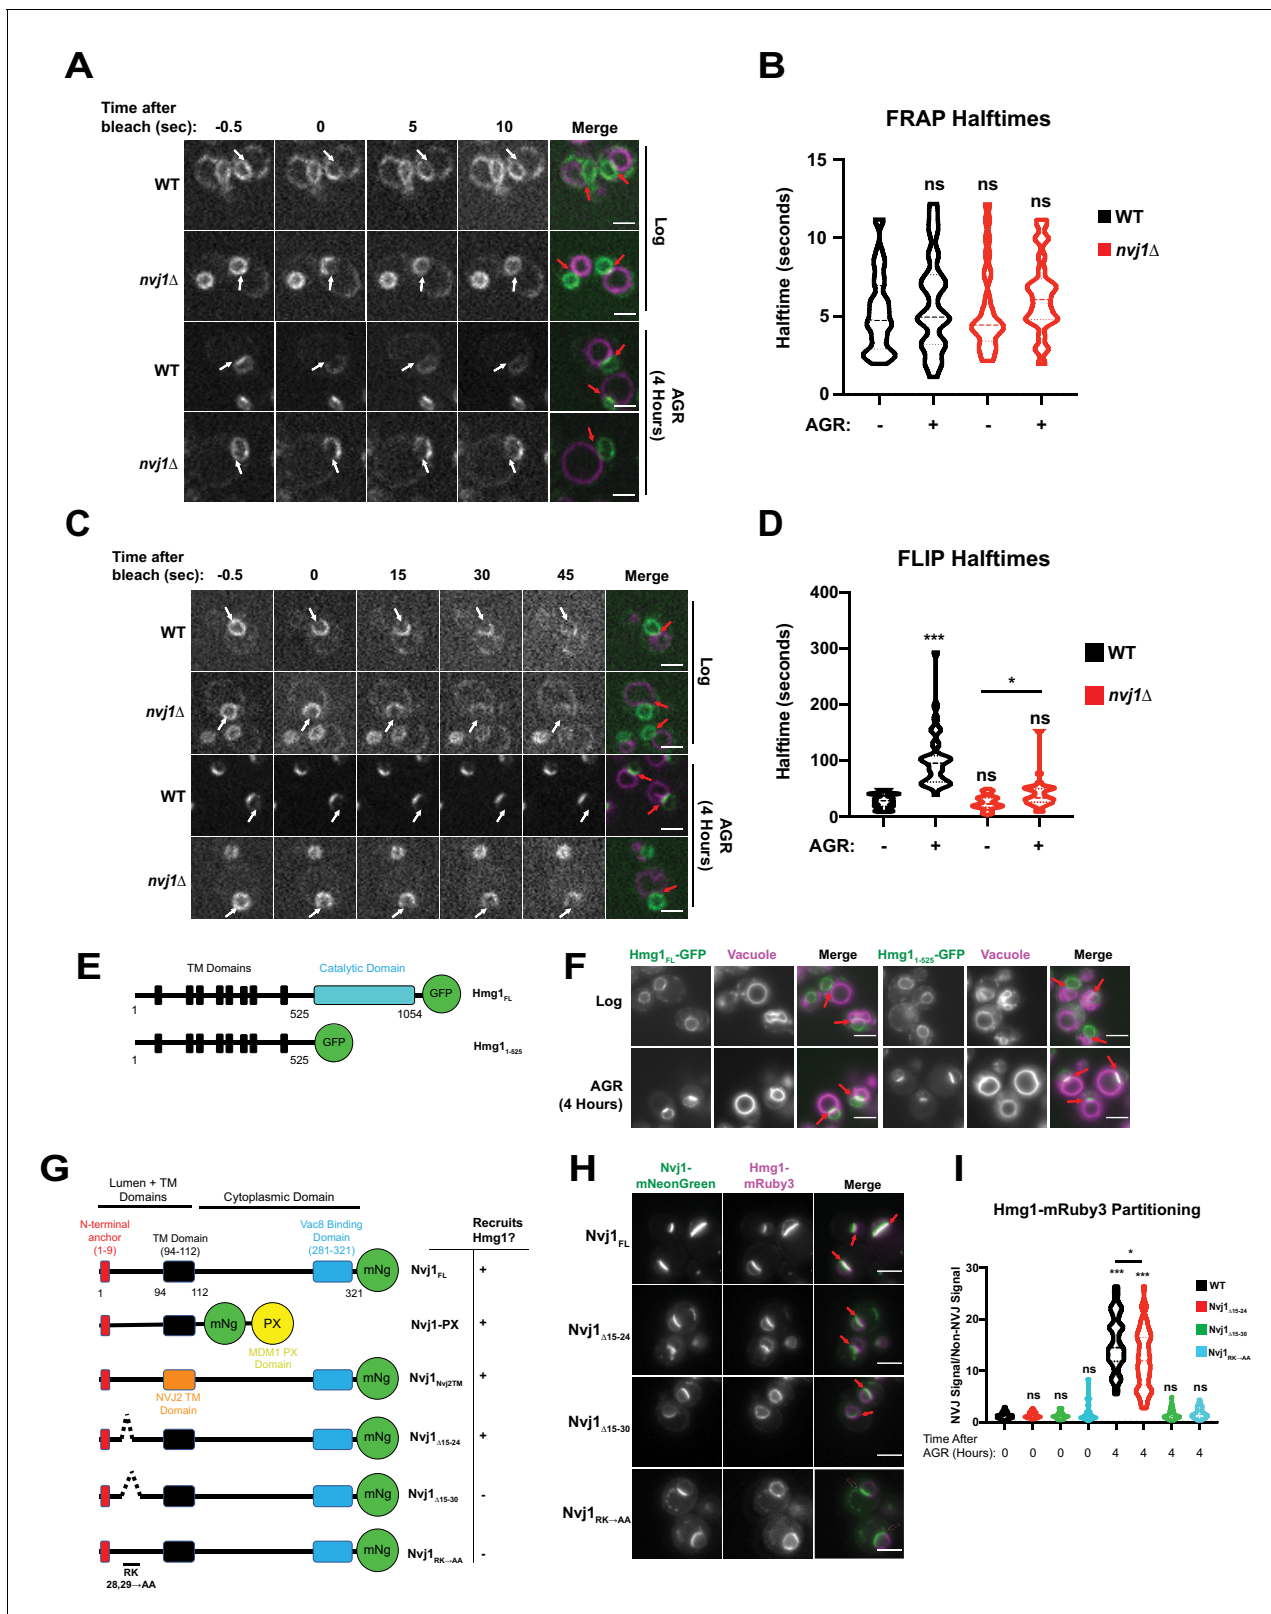 A
Time after
bleach (sec): -0.5 0 5 10 Merge
WT
nvj1Δ
WT
nvj1Δ
Log
AGR
(4 Hours)
B
FRAP Halftimes
Halftime (seconds)
15
10
5
0
ns ns ns
AGR: - + - +
WT
nvj1Δ
C
Time after
bleach (sec): -0.5 0 15 30 45 Merge
WT
nvj1Δ
WT
nvj1Δ
Log
AGR
(4 Hours)
D
FLIP Halftimes
Halftime (seconds)
400
300
200
100
0
***
*
ns
ns
AGR: - + - +
WT
nvj1Δ
E
TM Domains Catalytic Domain
GFP Hmg1FL
1 525 1054
GFP Hmg11-525
1 525
F
Hmg1FL-GFP Vacuole Merge Hmg11-525-GFP Vacuole Merge
Log
AGR
(4 Hours)
G
Lumen + TM
Domains
Cytoplasmic Domain
N-terminal
anchor
(1-9)
TM Domain
(94-112)
Vac8 Binding
Domain
(281-321)
Recruits
Hmg1?
mNg Nvj1FL +
1 94 112 321
mNg PX Nvj1-PX +
MDM1 PX
Domain
mNg Nvj1Nvj2TM +
NVJ2 TM
Domain
mNg Nvj1Δ15-24 +
mNg Nvj1Δ15-30 -
mNg Nvj1RK→AA -
RK
28,29→AA
H
Nvj1-
mNeonGreen
Hmg1-
mRuby3
Merge
Nvj1FL
Nvj1Δ15-24
Nvj1Δ15-30
Nvj1RK→AA
I
Hmg1-mRuby3 Partitioning
NVJ Signal/Non-NVJ Signal
30
20
10
0
*
*** ***
ns ns ns ns ns
Time After
AGR (Hours): 0 0 0 0 4 4 4 4
WT
Nvj1Δ15-24
Nvj1Δ15-30
Nvj1RK→AA